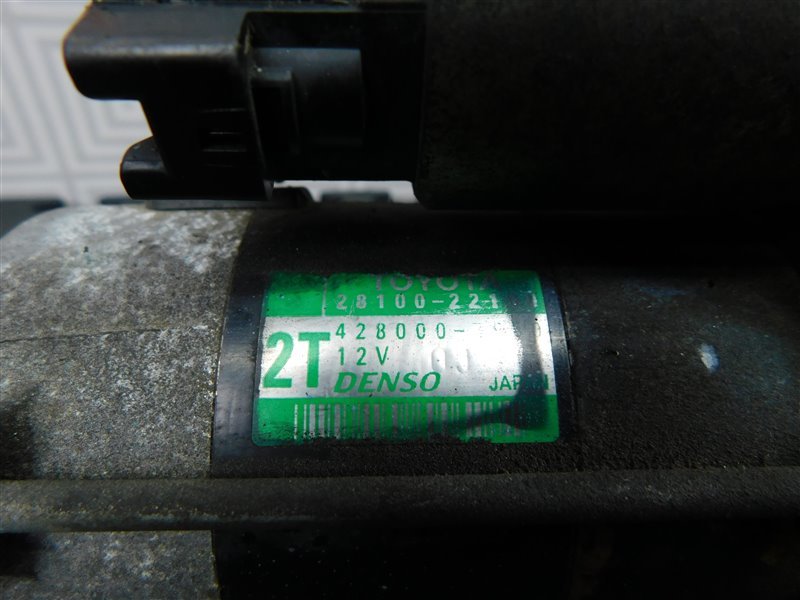 TOYOTA
28100-221
2T
428000-
12V
DENSO
JAPAN